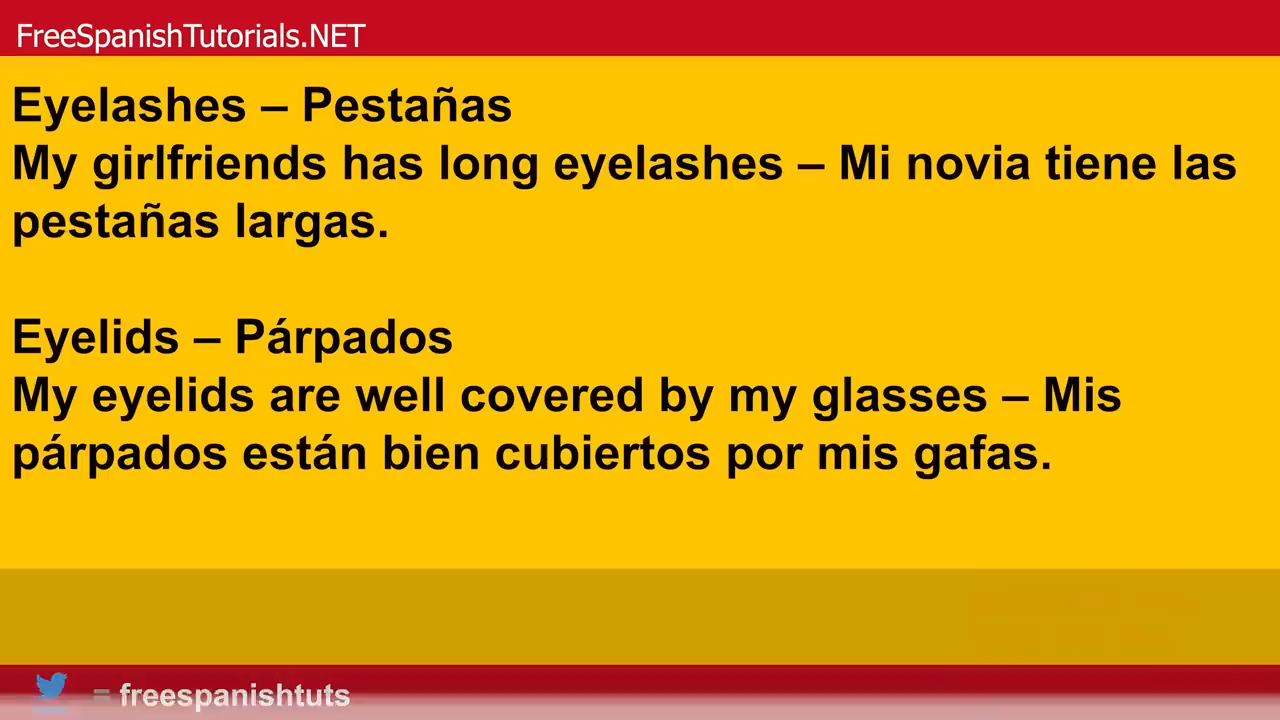 FreeSpanishTutorials.NET
Eyelashes – Pestañas
My girlfriends has long eyelashes – Mi novia tiene las
pestañas largas.
Eyelids – Párpados
My eyelids are well covered by my glasses – Mis
párpados están bien cubiertos por mis gafas.
= freespanishtuts